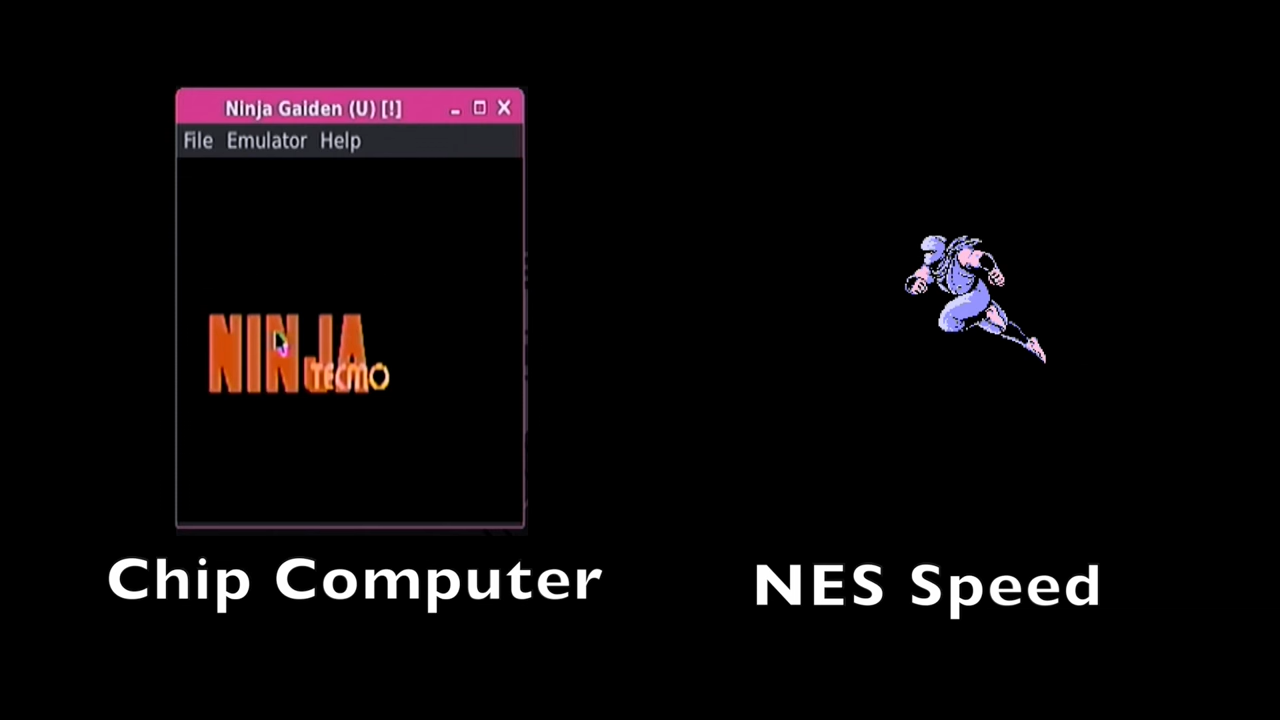 Ninja Gaiden (U) [!]
File Emulator Help
NINJA
TECMO
Chip Computer
NES Speed